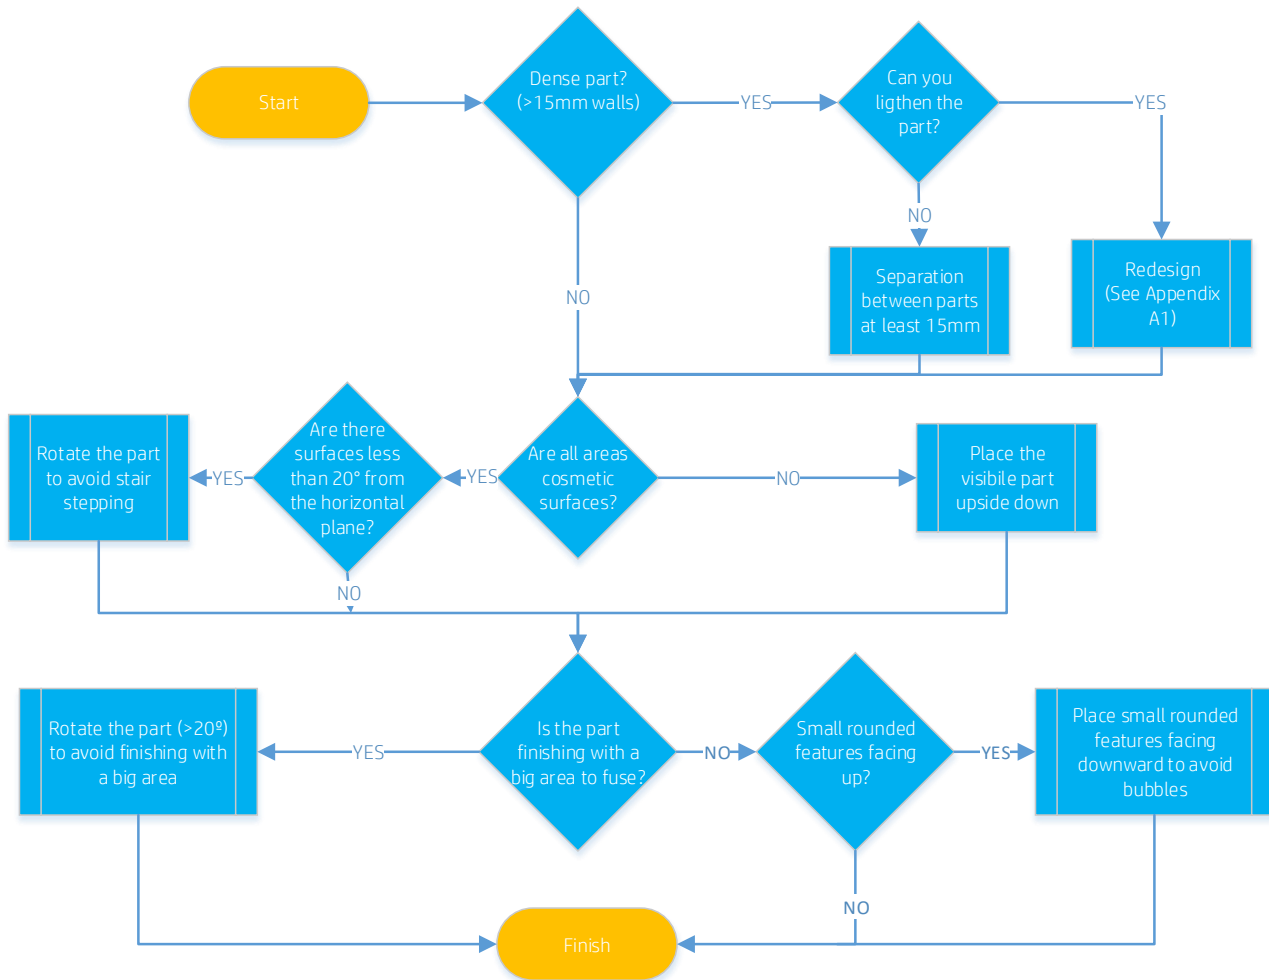 Start
Dense part?
(>15mm walls)
YES
Can you
ligthen the
part?
YES
NO
NO
Separation
between parts
at least 15mm
Redesign
(See Appendix
A1)
Rotate the part
to avoid stair
stepping
YES
Are there
surfaces less
than 20° from
the horizontal
plane?
YES
Are all areas
cosmetic
surfaces?
NO
Place the
visibile part
upside down
NO
Rotate the part (>20º)
to avoid finishing with
a big area
YES
Is the part
finishing with a
big area to fuse?
NO
Small rounded
features facing
up?
YES
Place small rounded
features facing
downward to avoid
bubbles
NO
Finish